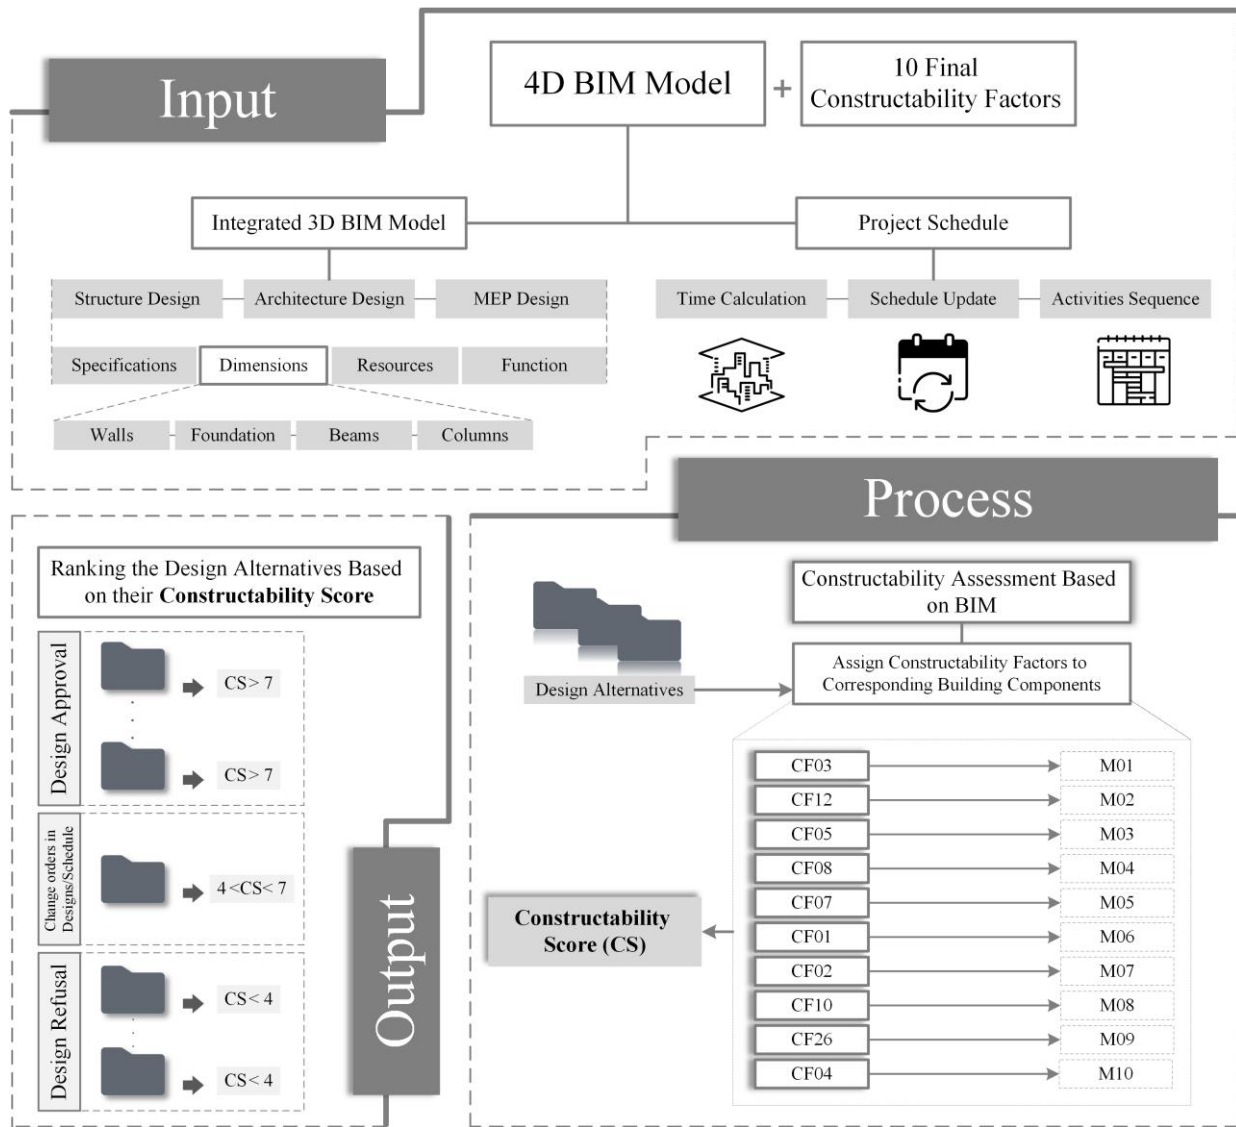 Input
4D BIM Model
+
10 Final
Constructability Factors
Integrated 3D BIM Model
Project Schedule
Structure Design
Architecture Design
MEP Design
Time Calculation
Schedule Update
Activities Sequence
Specifications
Dimensions
Resources
Function
Walls
Foundation
Beams
Columns
Process
Constructability Assessment Based
on BIM
Design Alternatives
Assign Constructability Factors to
Corresponding Building Components
CF03
M01
CF12
M02
CF05
M03
CF08
M04
CF07
M05
CF01
M06
CF02
M07
CF10
M08
CF26
M09
CF04
M10
Constructability
Score (CS)
Output
Ranking the Design Alternatives Based
on their Constructability Score
Design Approval
CS> 7
CS> 7
Change orders in
Designs/Schedule
4 <CS< 7
Design Refusal
CS< 4
CS< 4